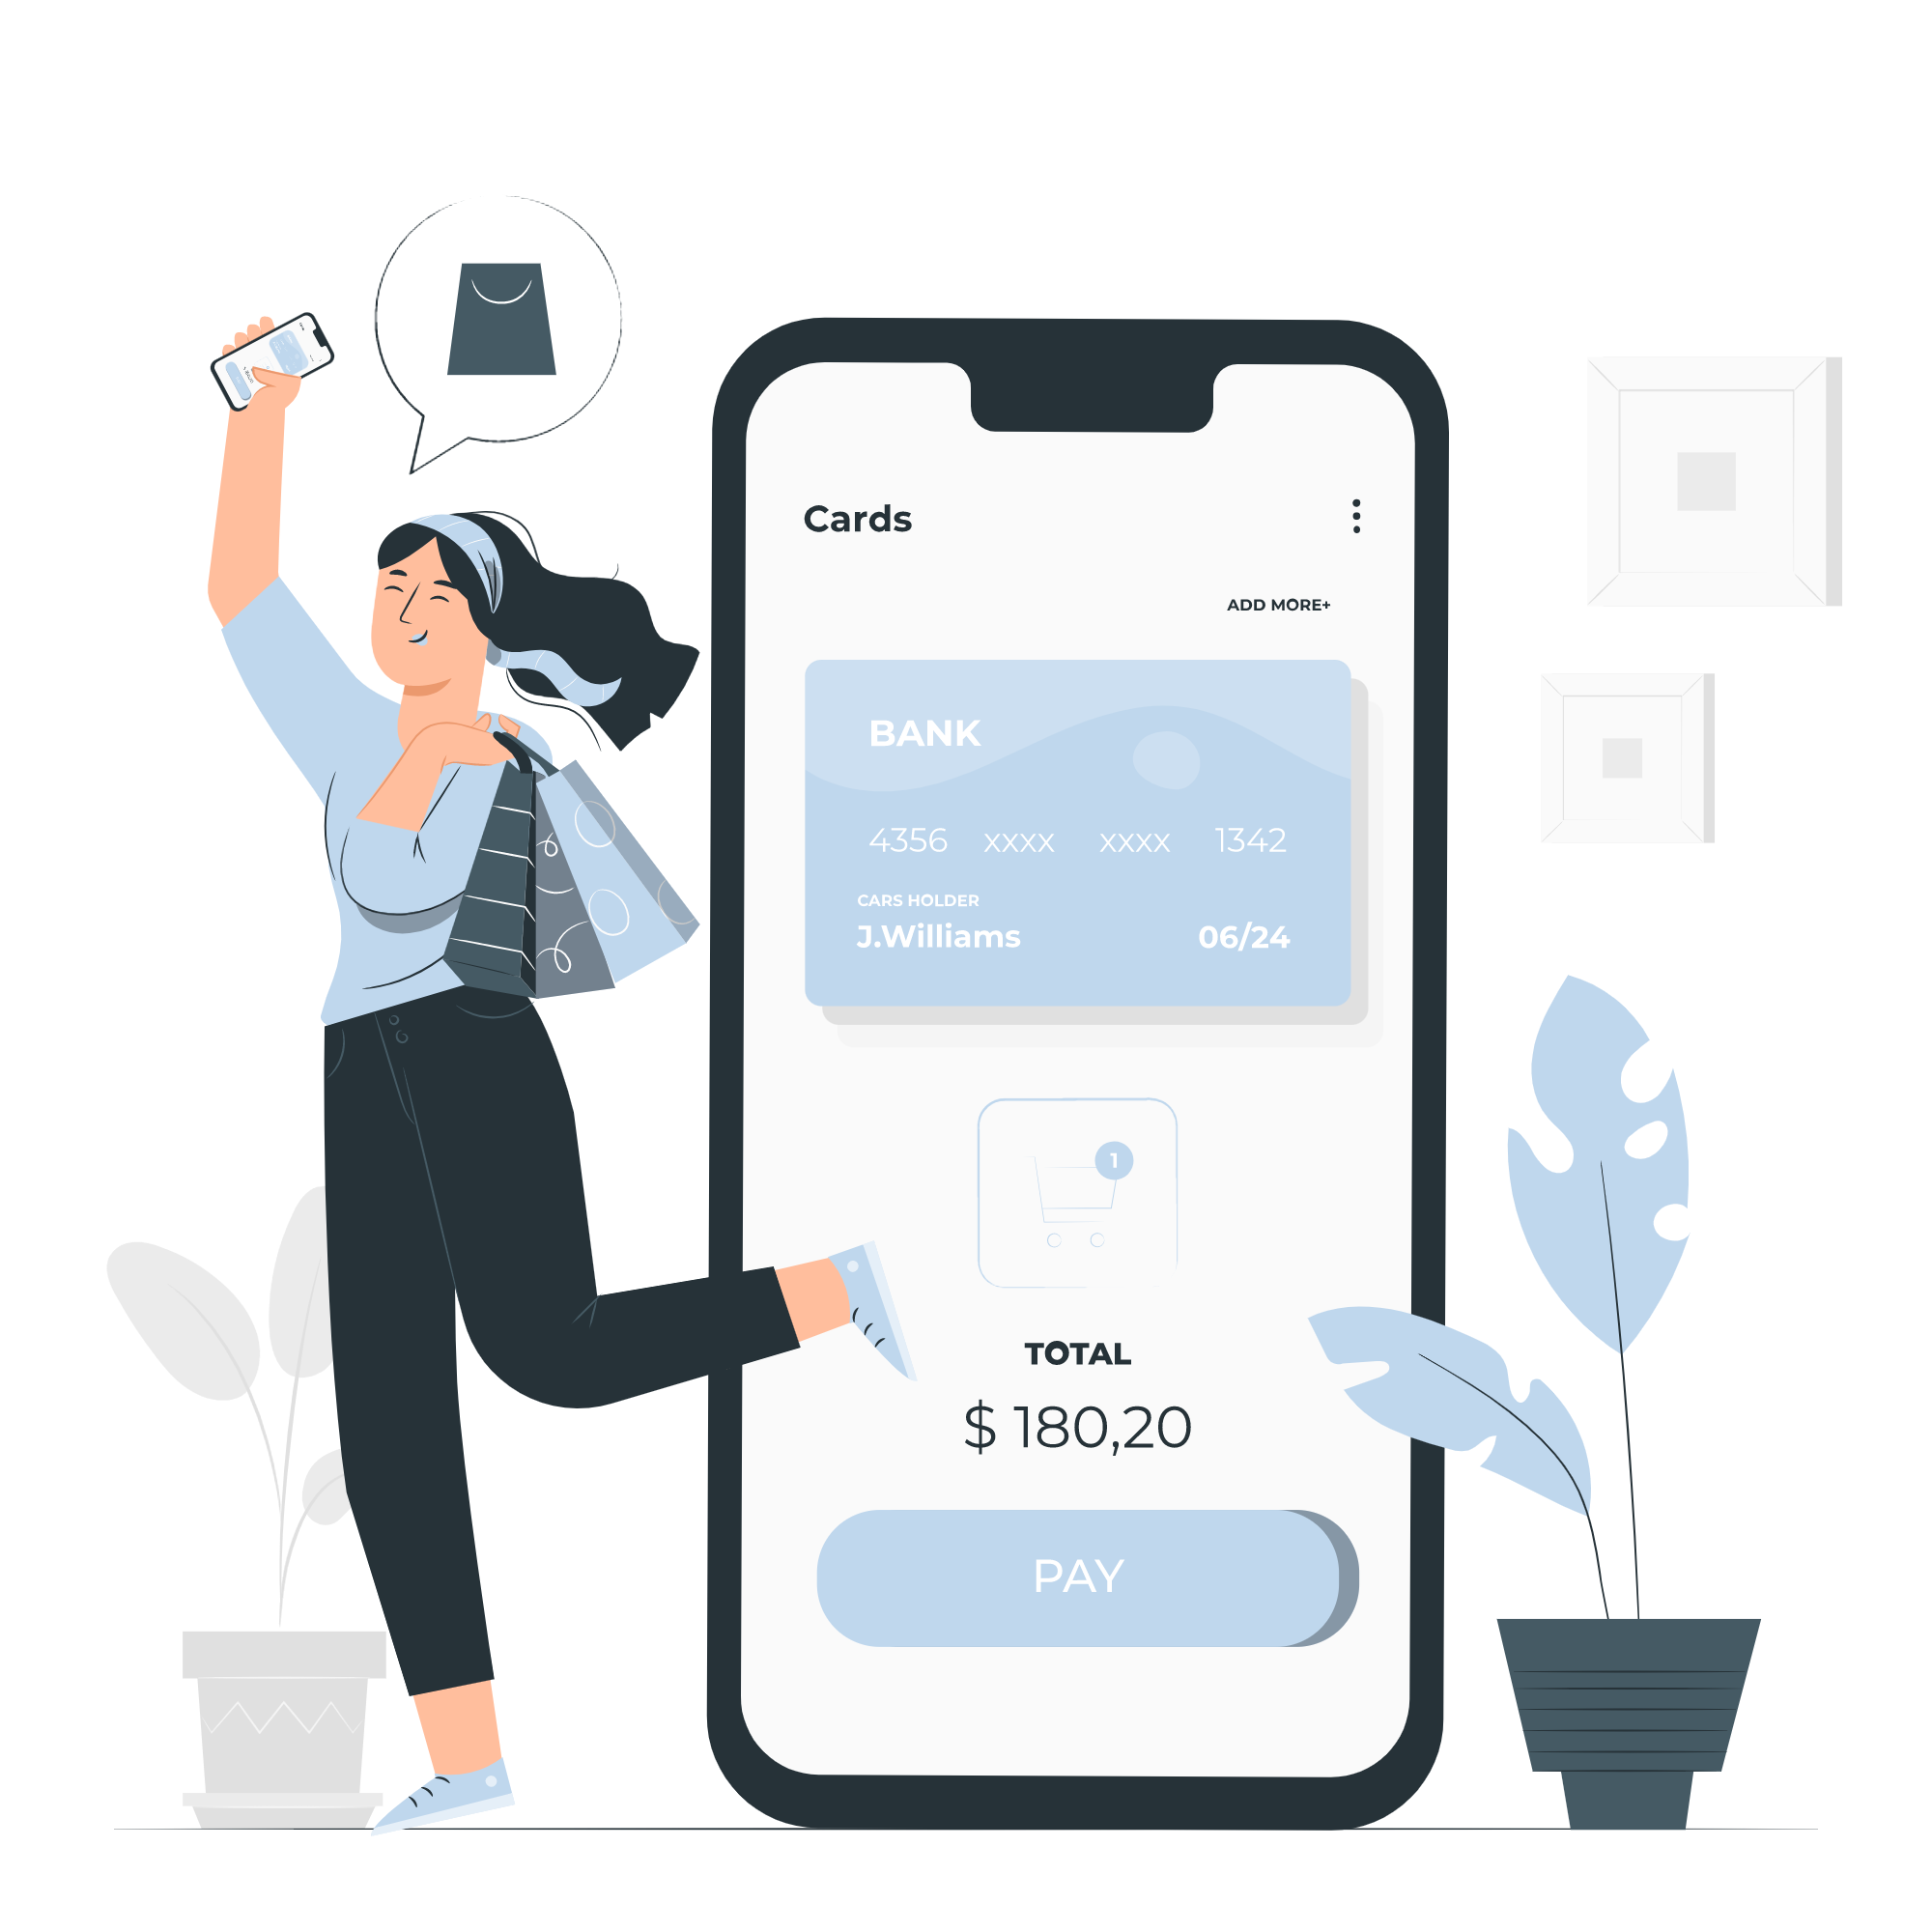 Cards
ADD MORE+
BANK
4356 xxxx xxxx 1342
CARS HOLDER
J.Williams 06/24
1
TOTAL
$ 180,20
PAY